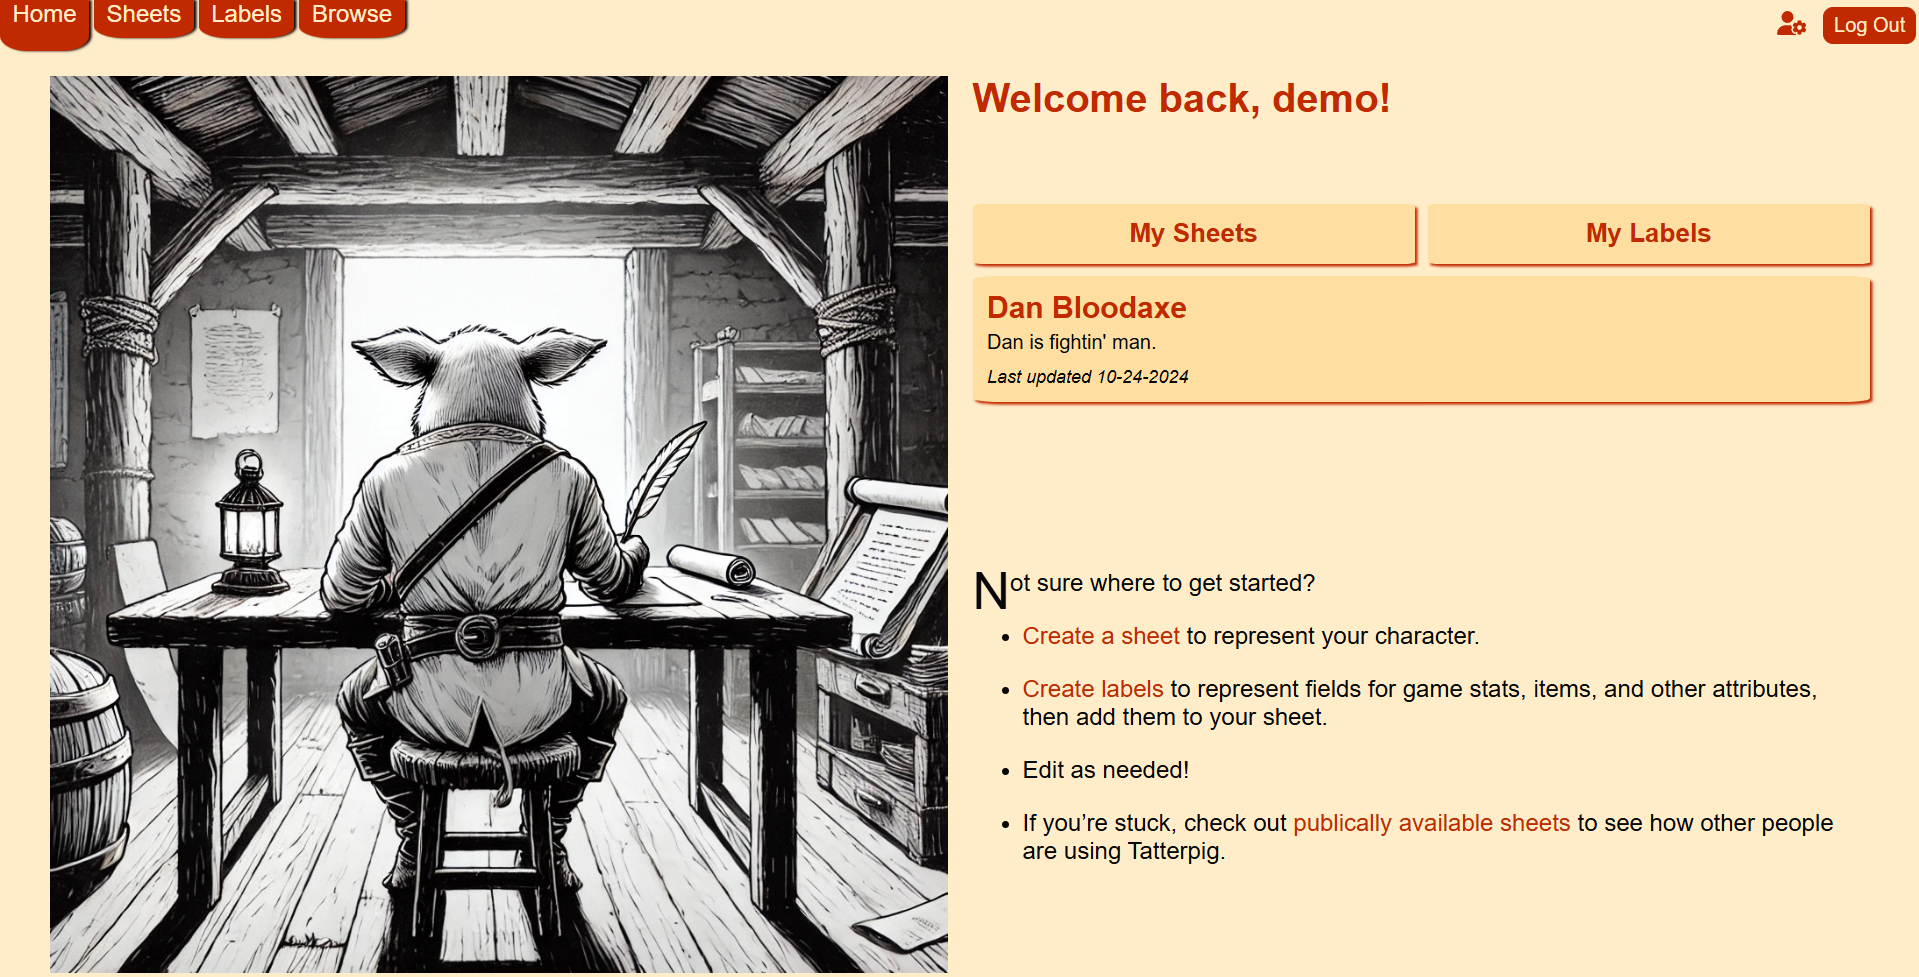 Home Sheets Labels Browse Log Out
Welcome back, demo!
My Sheets My Labels
Dan Bloodaxe
Dan is fightin' man.
Last updated 10-24-2024
Not sure where to get started?
Create a sheet to represent your character.
Create labels to represent fields for game stats, items, and other attributes,
then add them to your sheet.
Edit as needed!
If you’re stuck, check out publically available sheets to see how other people
are using Tatterpig.